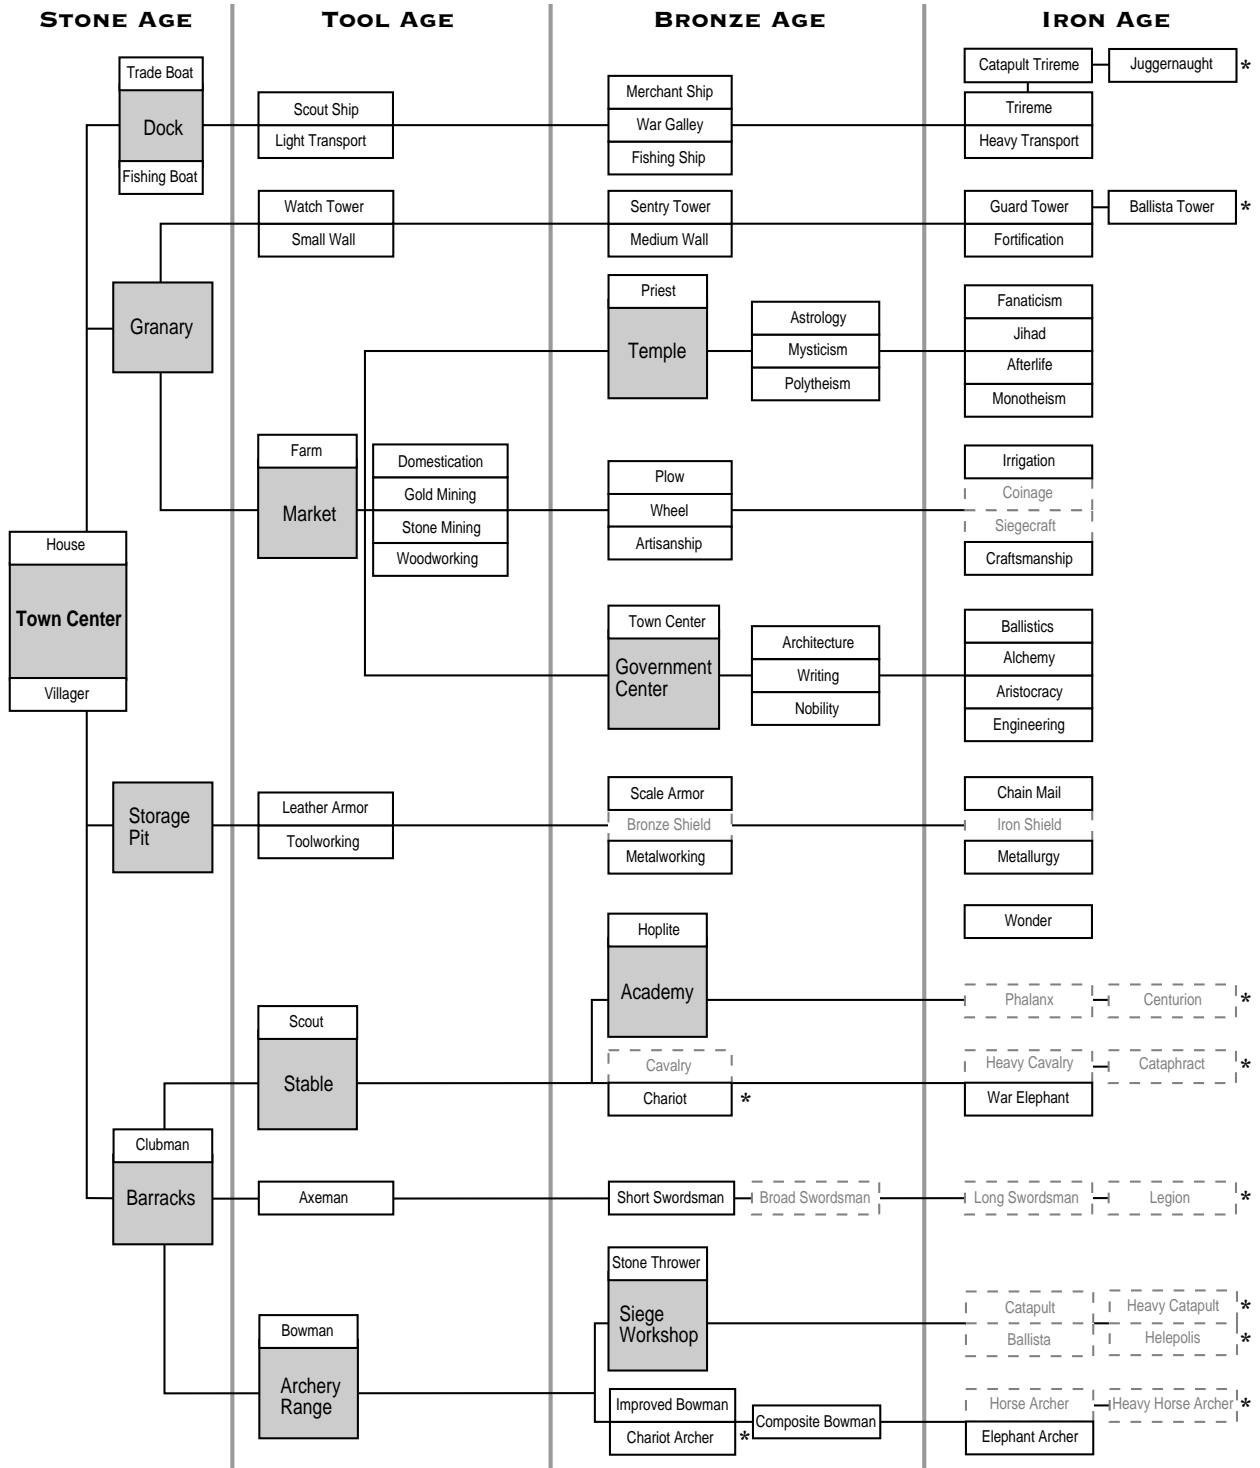 STONE AGE
TOOL AGE
BRONZE AGE
IRON AGE
Trade Boat
Dock
Fishing Boat
Scout Ship
Light Transport
Merchant Ship
War Galley
Fishing Ship
Catapult Trireme
Juggernaught *
Trireme
Heavy Transport
Granary
Watch Tower
Small Wall
Sentry Tower
Medium Wall
Guard Tower
Ballista Tower *
Fortification
Priest
Temple
Astrology
Mysticism
Polytheism
Fanaticism
Jihad
Afterlife
Monotheism
Farm
Market
Domestication
Gold Mining
Stone Mining
Woodworking
Plow
Wheel
Artisanship
Irrigation
Coinage
Siegecraft
Craftsmanship
House
Town Center
Villager
Town Center
Government
Center
Architecture
Writing
Nobility
Ballistics
Alchemy
Aristocracy
Engineering
Storage
Pit
Leather Armor
Toolworking
Scale Armor
Bronze Shield
Metalworking
Chain Mail
Iron Shield
Metallurgy
Wonder
Hoplite
Academy
Phalanx
Centurion *
Scout
Stable
Cavalry
Chariot *
Heavy Cavalry
Cataphract *
War Elephant
Clubman
Barracks
Axeman
Short Swordsman
Broad Swordsman
Long Swordsman
Legion *
Stone Thrower
Siege
Workshop
Catapult
Heavy Catapult *
Ballista
Helepolis *
Bowman
Archery
Range
Improved Bowman
Chariot Archer *
Composite Bowman
Horse Archer
Heavy Horse Archer *
Elephant Archer